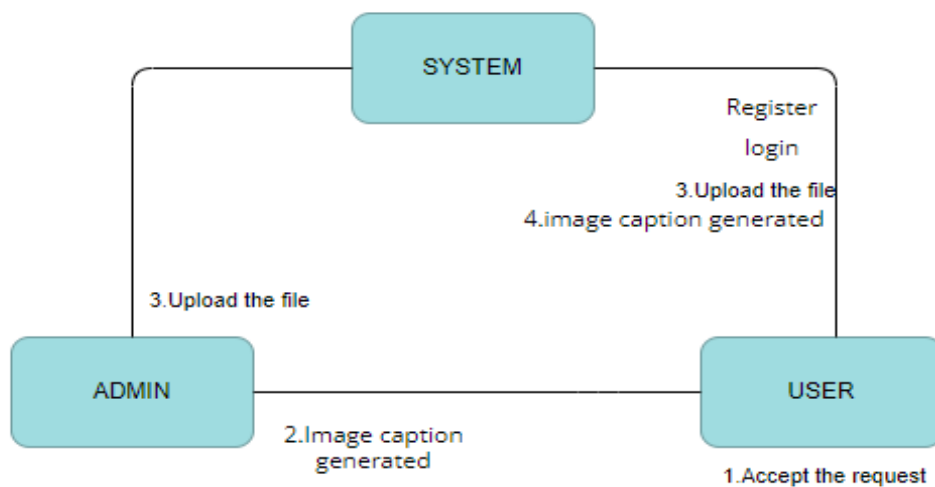 SYSTEM
Register
login
3.Upload the file
4.image caption generated
3.Upload the file
ADMIN
USER
2.Image caption
generated
1.Accept the request